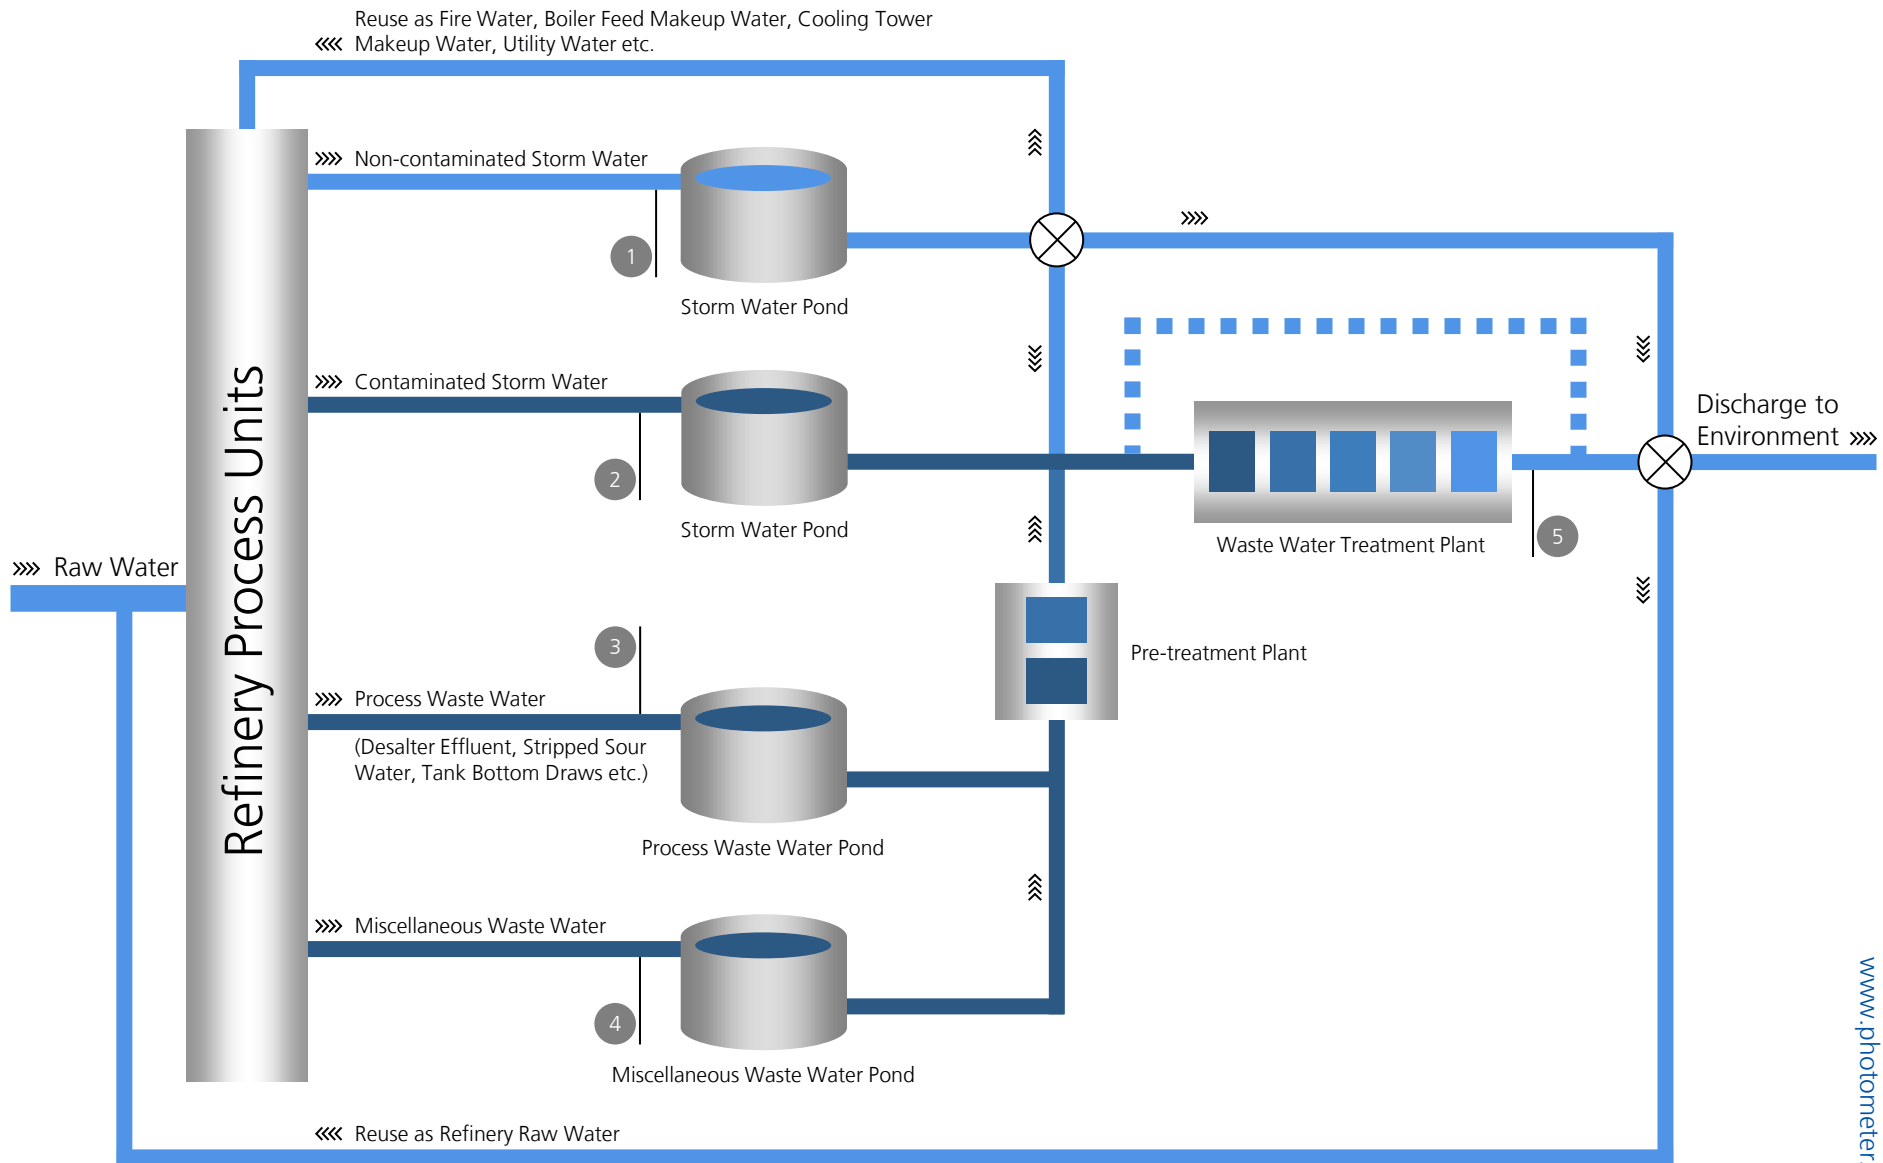 Reuse as Fire Water, Boiler Feed Makeup Water, Cooling Tower
Makeup Water, Utility Water etc.
Non-contaminated Storm Water
1
Storm Water Pond
Contaminated Storm Water
2
Storm Water Pond
Discharge to
Environment
Waste Water Treatment Plant
5
Raw Water
Refinery Process Units
3
Pre-treatment Plant
Process Waste Water
(Desalter Effluent, Stripped Sour
Water, Tank Bottom Draws etc.)
Process Waste Water Pond
Miscellaneous Waste Water
4
Miscellaneous Waste Water Pond
Reuse as Refinery Raw Water
www.photometer.